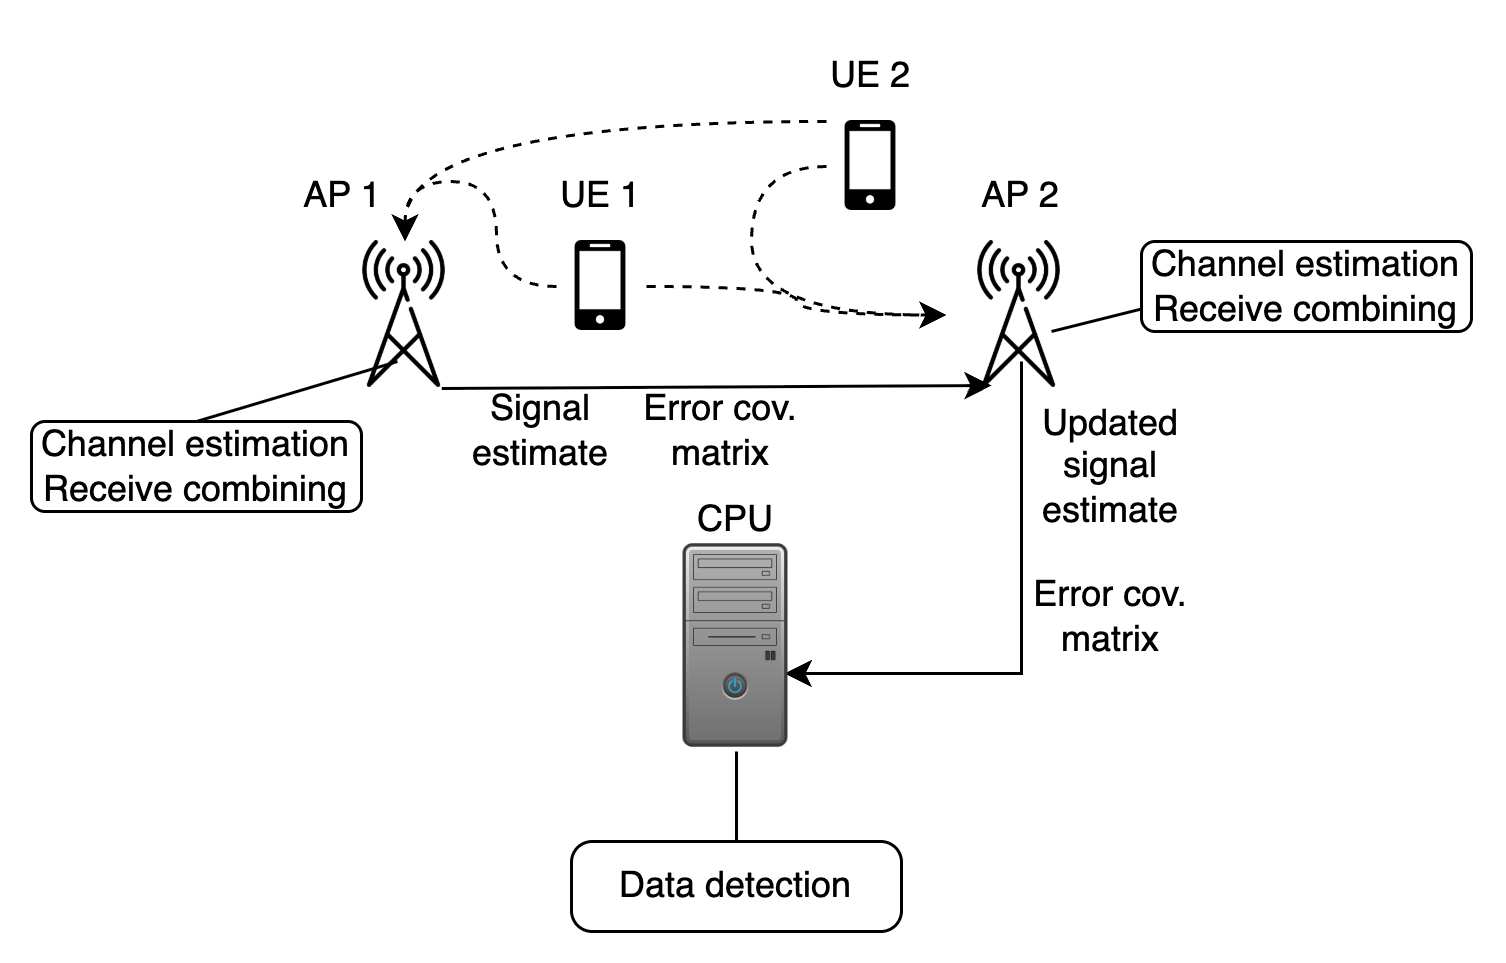 UE 2
AP 1
UE 1
AP 2
Channel estimation
Receive combining
Signal
estimate
Error cov.
matrix
Channel estimation
Receive combining
Updated
signal
estimate
CPU
Error cov.
matrix
Data detection